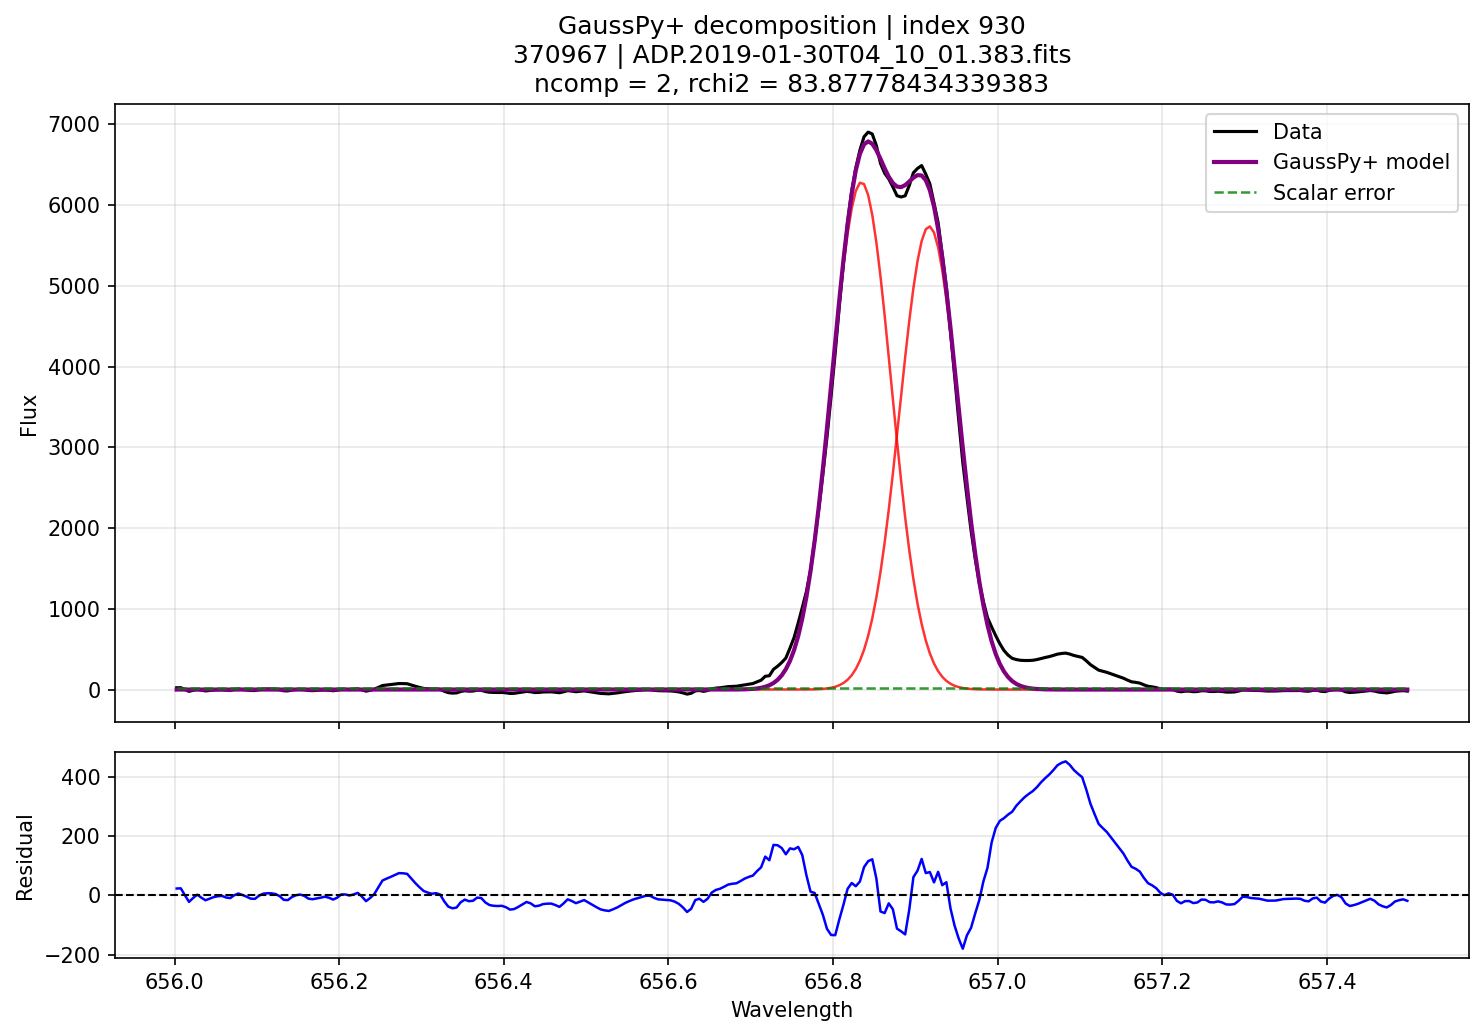 GaussPy+ decomposition | index 930
370967 | ADP.2019-01-30T04_10_01.383.fits
ncomp = 2, rchi2 = 83.87778434339383
Data
GaussPy+ model
Scalar error
7000
6000
5000
4000
3000
2000
1000
0
Flux
400
200
0
−200
Residual
656.0 656.2 656.4 656.6 656.8 657.0 657.2 657.4
Wavelength